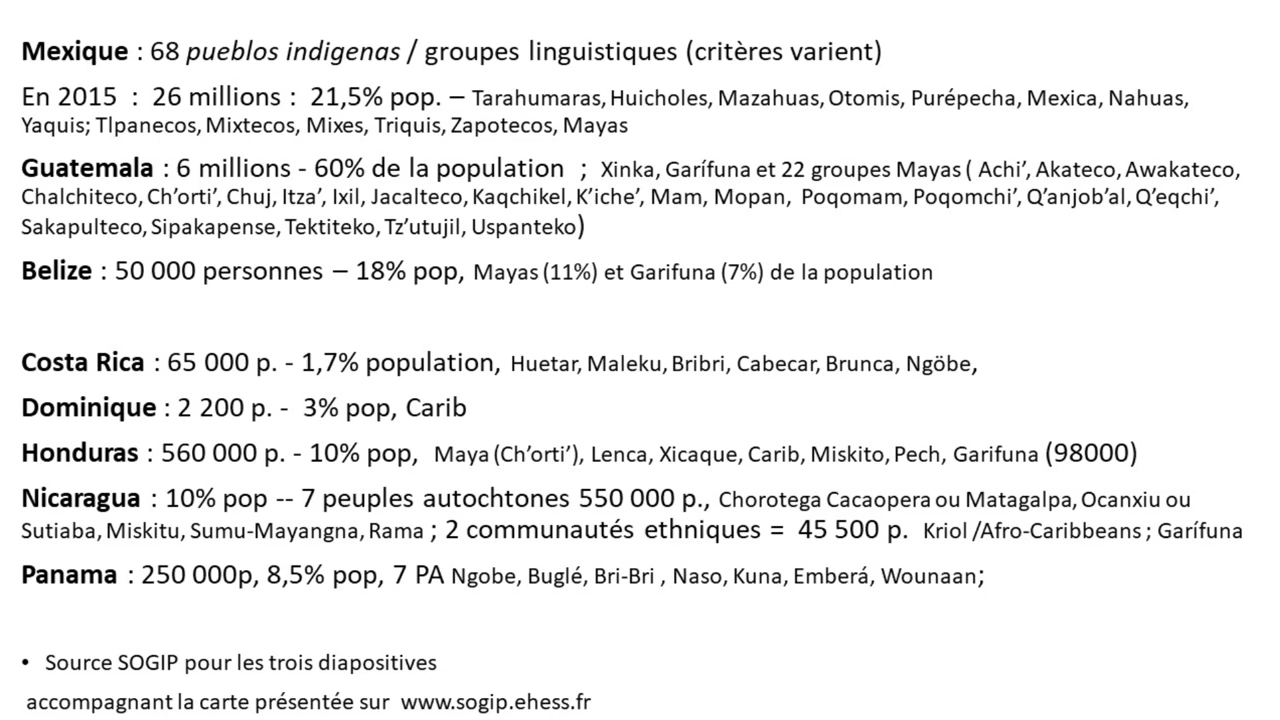 Mexique : 68 pueblos indigenas / groupes linguistiques (critères varient)
En 2015 : 26 millions : 21,5% pop. – Tarahumaras, Huicholes, Mazahuas, Otomis, Purépecha, Mexica, Nahuas,
Yaquis; Tlpanecos, Mixtecos, Mixes, Triquis, Zapotecos, Mayas
Guatemala : 6 millions - 60% de la population ; Xinka, Garífuna et 22 groupes Mayas ( Achi’, Akateco, Awakateco,
Chalchiteco, Ch’orti’, Chuj, Itza’, Ixil, Jacalteco, Kaqchikel, K’iche’, Mam, Mopan, Poqomam, Poqomchi’, Q’anjob’al, Q’eqchi’,
Sakapulteco, Sipakapense, Tektiteko, Tz’utujil, Uspanteko)
Belize : 50 000 personnes – 18% pop, Mayas (11%) et Garifuna (7%) de la population
Costa Rica : 65 000 p. - 1,7% population, Huetar, Maleku, Bribri, Cabecar, Brunca, Ngöbe,
Dominique : 2 200 p. - 3% pop, Carib
Honduras : 560 000 p. - 10% pop, Maya (Ch’orti’), Lenca, Xicaque, Carib, Miskito, Pech, Garifuna (98000)
Nicaragua : 10% pop -- 7 peuples autochtones 550 000 p., Chorotega Cacaopera ou Matagalpa, Ocanxiu ou
Sutiaba, Miskitu, Sumu-Mayangna, Rama ; 2 communautés ethniques = 45 500 p. Kriol /Afro-Caribbeans ; Garífuna
Panama : 250 000p, 8,5% pop, 7 PA Ngobe, Buglé, Bri-Bri , Naso, Kuna, Emberá, Wounaan;
• Source SOGIP pour les trois diapositives
accompagnant la carte présentée sur www.sogip.ehess.fr